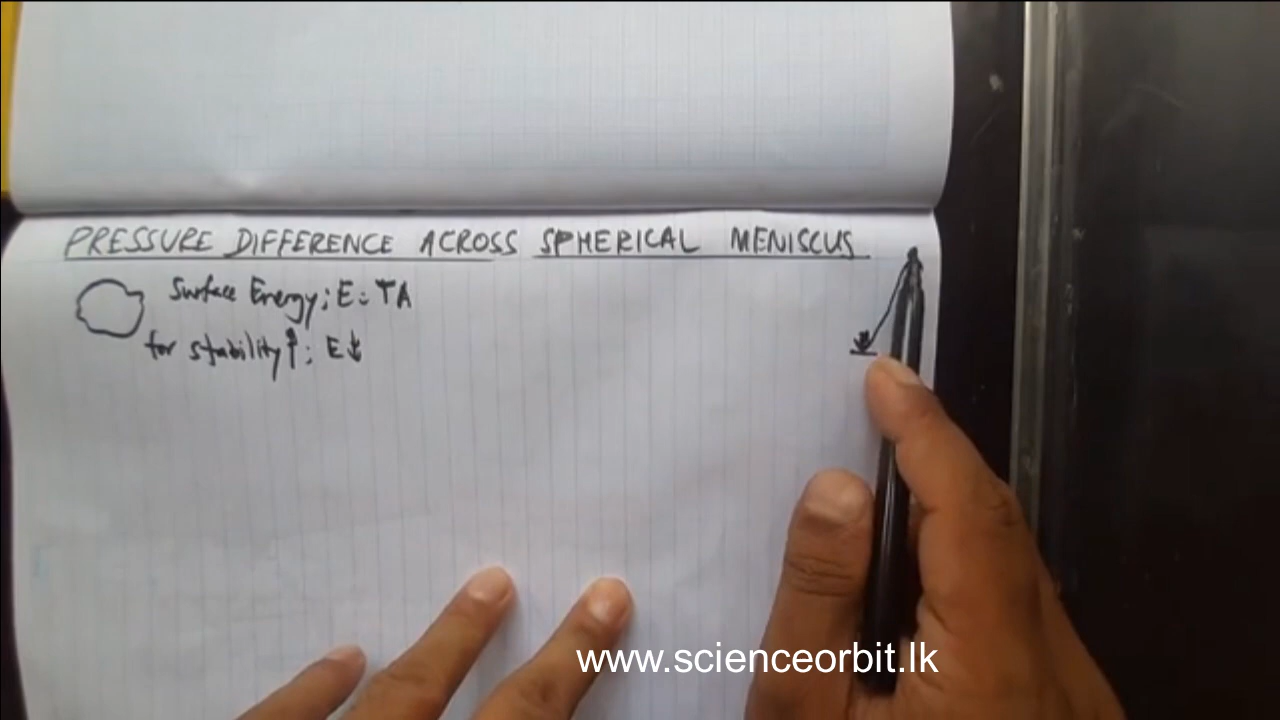 PRESSURE DIFFERENCE ACROSS SPHERICAL MENISCUS
Surface Energy; E = TA
for stability ↑; E↓
www.scienceorbit.lk